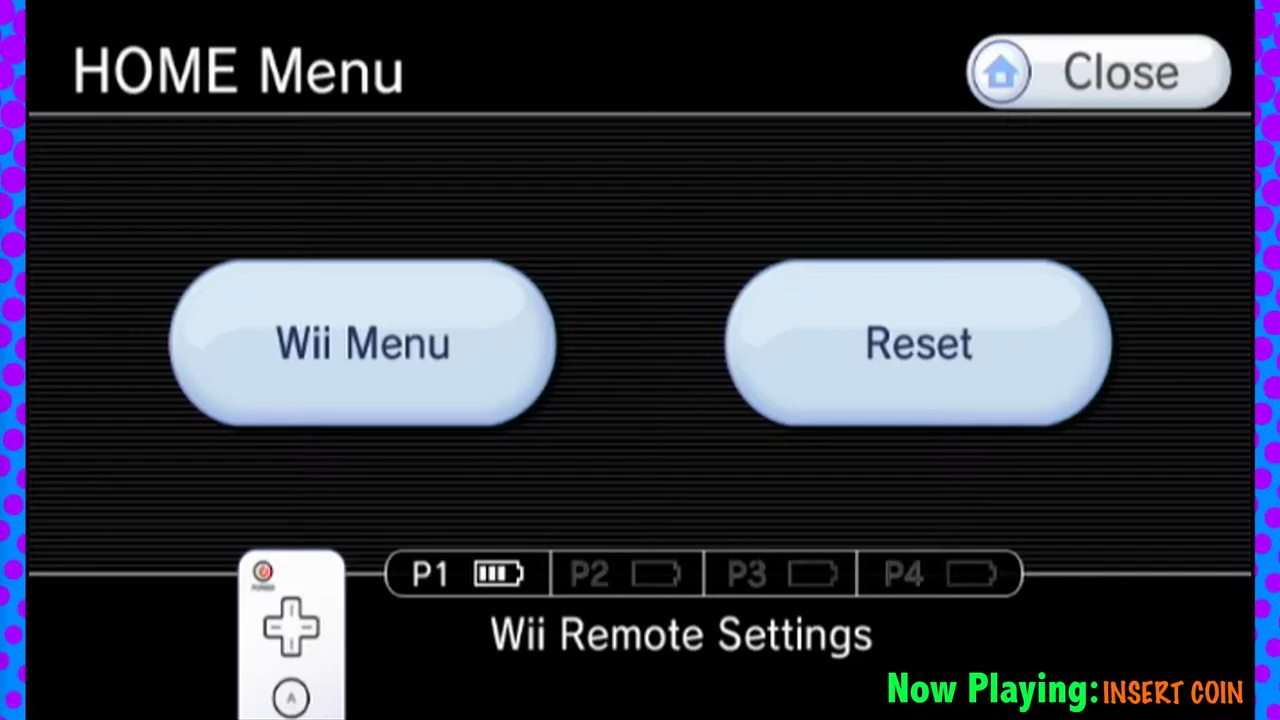 HOME Menu
Close
Wii Menu
Reset
P1 P2 P3 P4
A
Wii Remote Settings
Now Playing: INSERT COIN